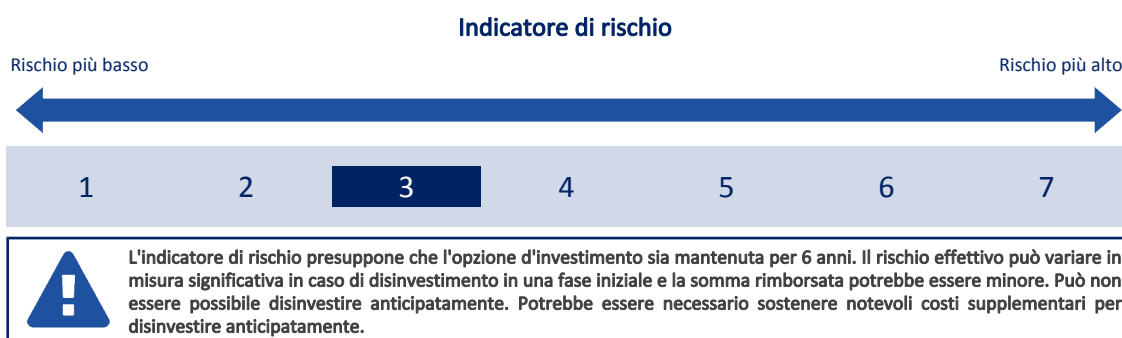 Indicatore di rischio
Rischio più basso
Rischio più alto
1 2 3 4 5 6 7
L'indicatore di rischio presuppone che l'opzione d'investimento sia mantenuta per 6 anni. Il rischio effettivo può variare in
misura significativa in caso di disinvestimento in una fase iniziale e la somma rimborsata potrebbe essere minore. Può non
essere possibile disinvestire anticipatamente. Potrebbe essere necessario sostenere notevoli costi supplementari per
disinvestire anticipatamente.